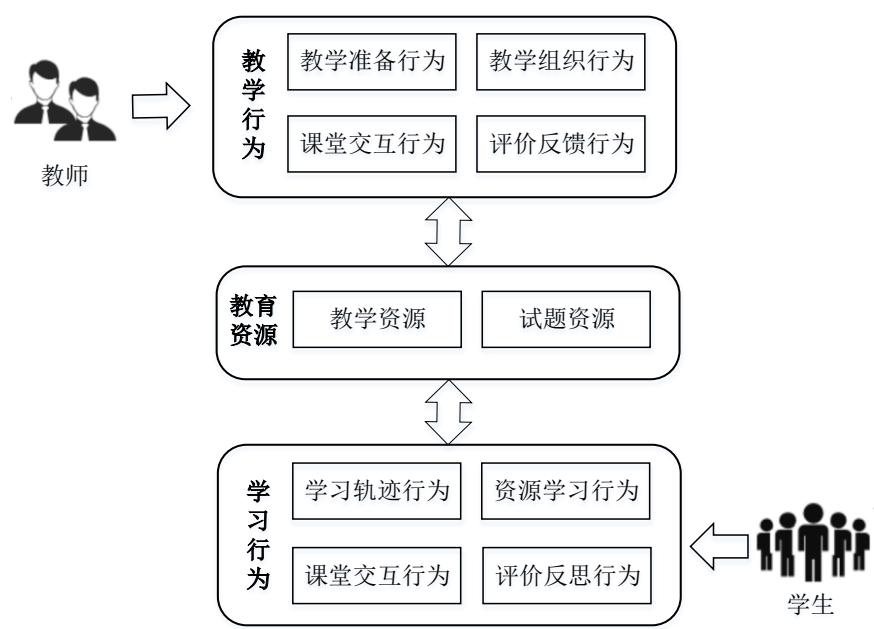 教师
教学行为
教学准备行为
教学组织行为
课堂交互行为
评价反馈行为
教育
资源
教学资源
试题资源
学习行为
学习轨迹行为
资源学习行为
课堂交互行为
评价反思行为
学生